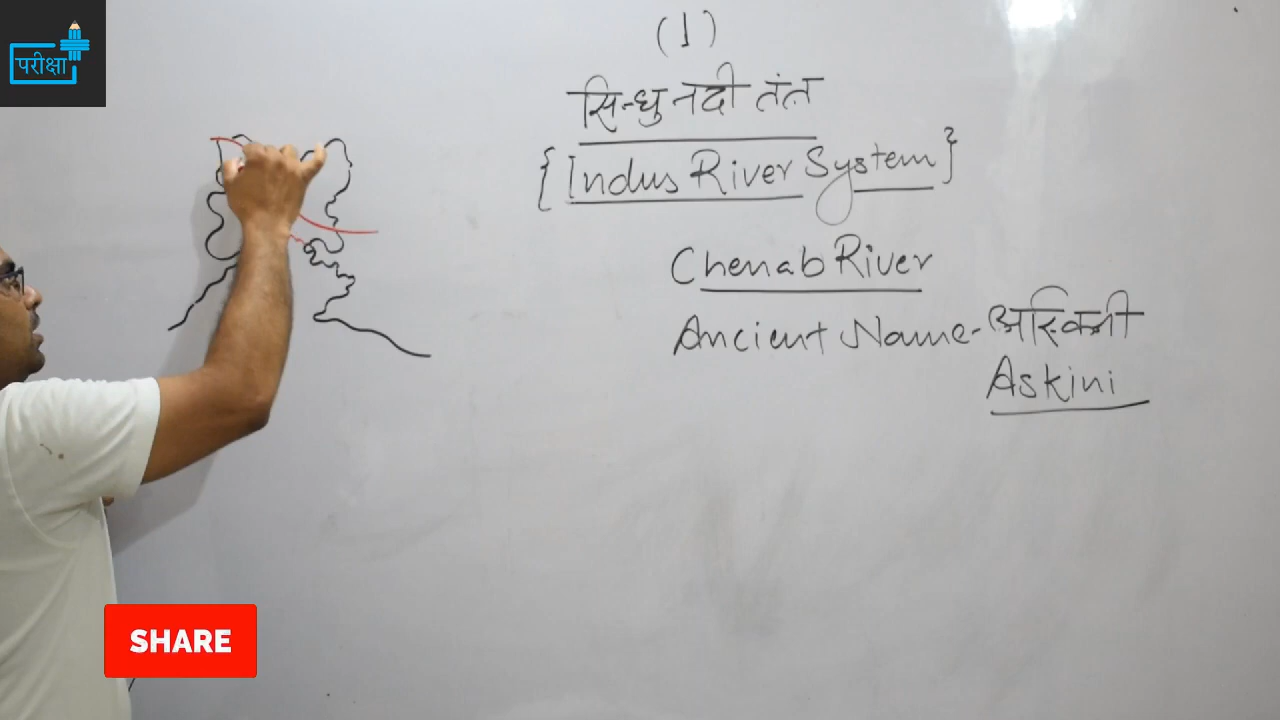 परीक्षा
(1)
सिन्धु नदी तंत्र
{Indus River System}
Chenab River
Ancient Name - अस्किनी
Askini
SHARE